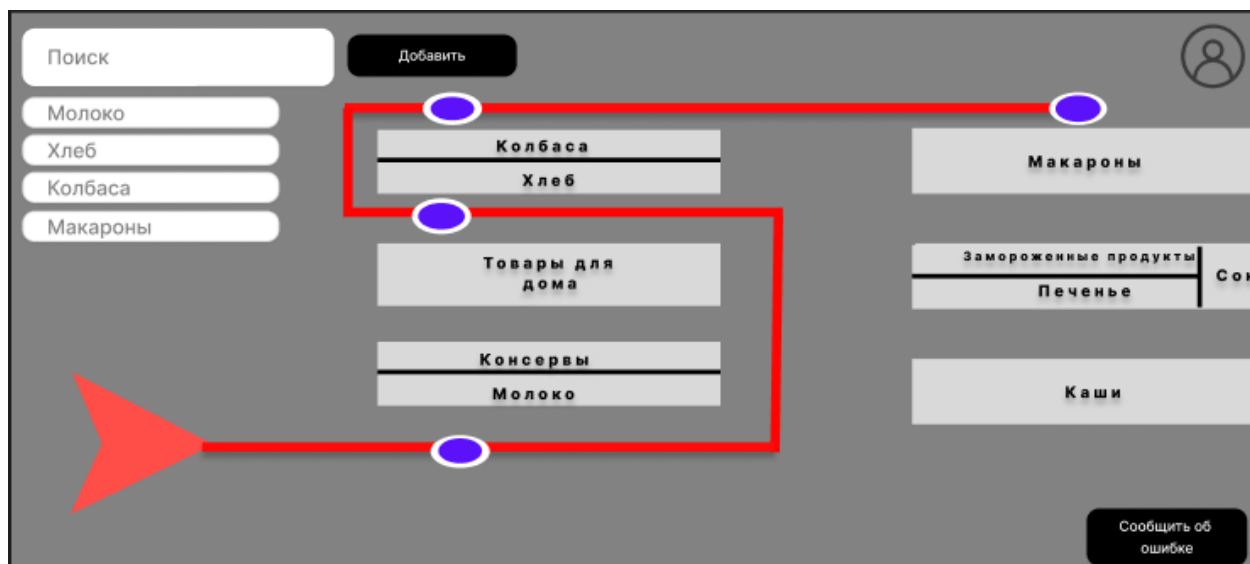 Поиск
Добавить
Молоко
Хлеб
Колбаса
Макароны
Колбаса
Хлеб
Макароны
Товары для
дома
Замороженные продукты
Печенье
Консервы
Молоко
Каши
Сообщить об
ошибке